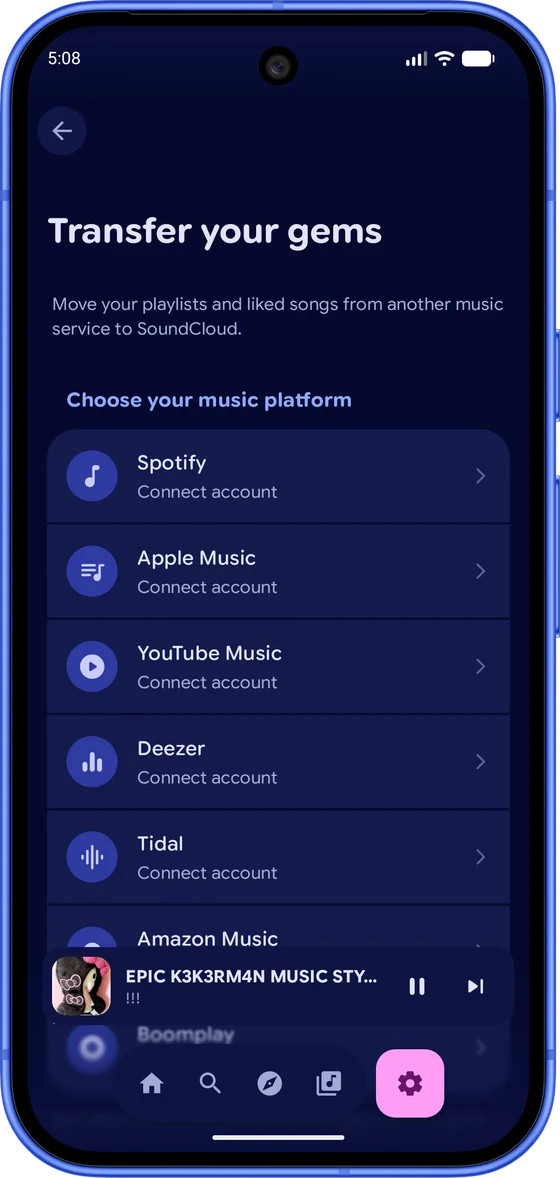 5:08
Transfer your gems
Move your playlists and liked songs from another music
service to SoundCloud.
Choose your music platform
Spotify
Connect account
Apple Music
Connect account
YouTube Music
Connect account
Deezer
Connect account
Tidal
Connect account
Amazon Music
EPIC K3K3RM4N MUSIC STY...
!!!
Boomplay